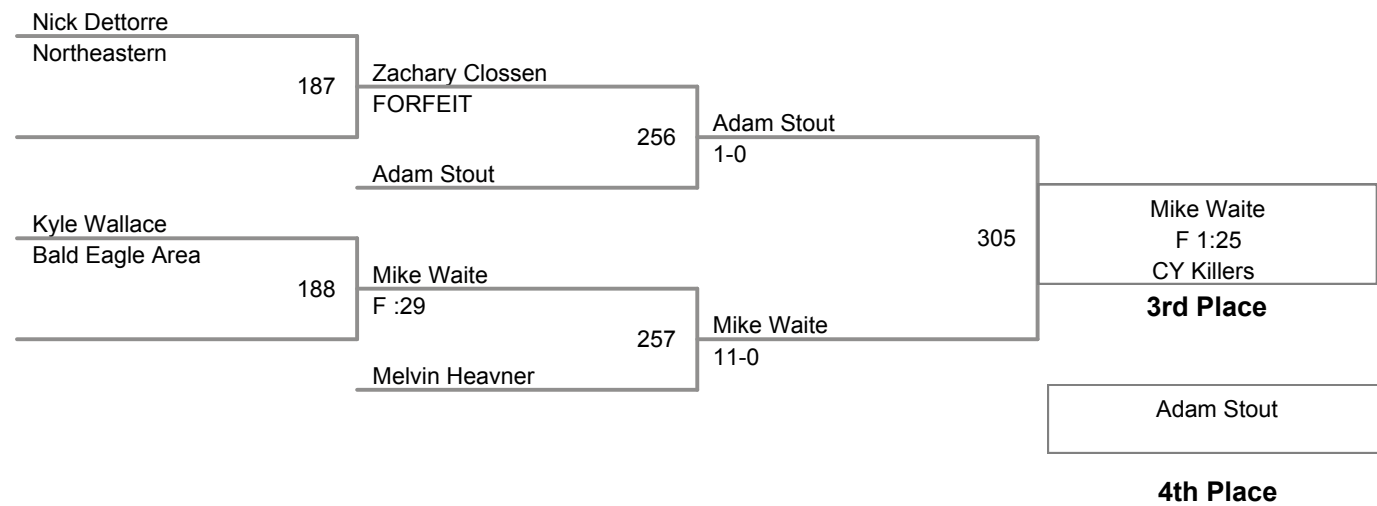 Nick Dettorre
Northeastern
187
Zachary Clossen
FORFEIT
256
Adam Stout
1-0
Adam Stout
Kyle Wallace
Bald Eagle Area
188
Mike Waite
F :29
257
Mike Waite
11-0
Melvin Heavner
305
Mike Waite
F 1:25
CY Killers
3rd Place
Adam Stout
4th Place